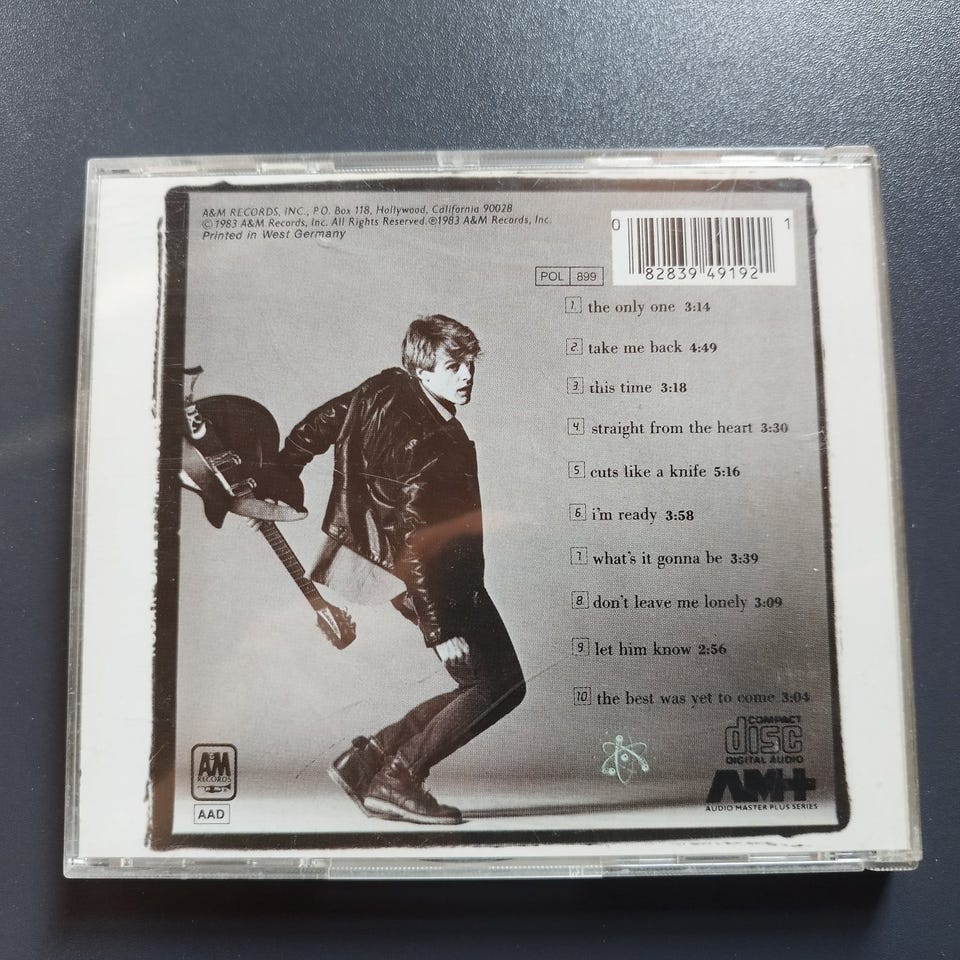 A&M RECORDS, INC., P.O. Box 118, Hollywood, California 90028
©1983 A&M Records, Inc. All Rights Reserved.℗1983 A&M Records, Inc.
Printed in West Germany
0 82839 49192 1
POL 899
1. the only one 3:14
2. take me back 4:49
3. this time 3:18
4. straight from the heart 3:30
5. cuts like a knife 5:16
6. i'm ready 3:58
7. what's it gonna be 3:39
8. don't leave me lonely 3:09
9. let him know 2:56
10 the best was yet to come 3:04
COMPACT
disc
DIGITAL AUDIO
AM+
AUDIO MASTER PLUS SERIES
A&M
RECORDS
AAD